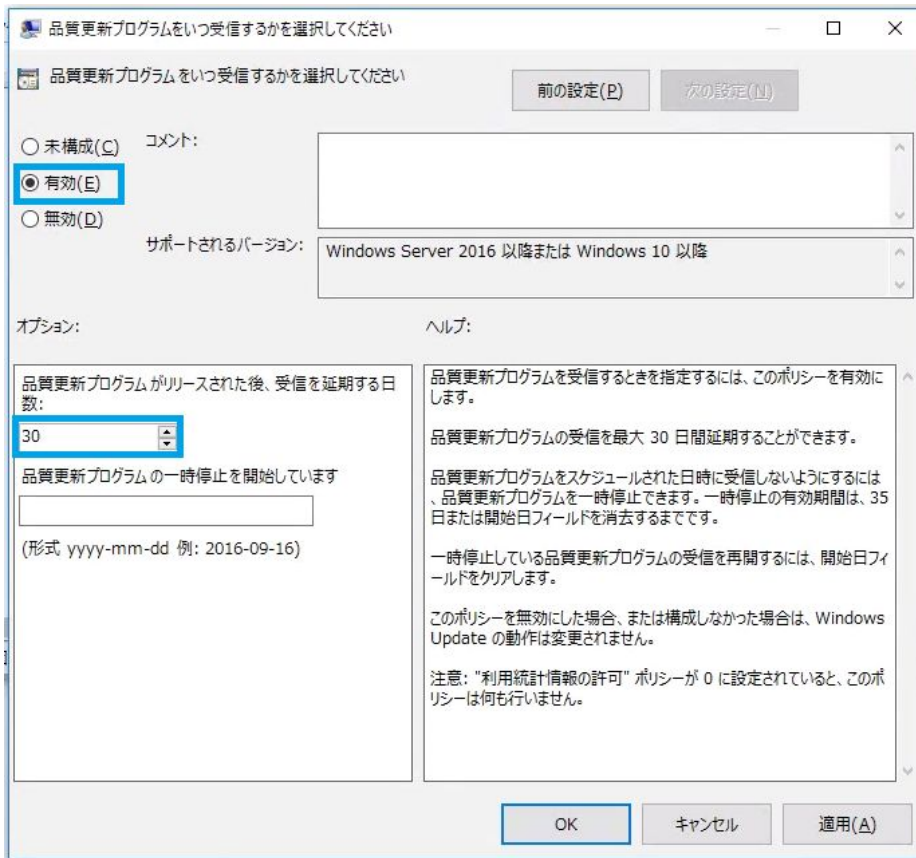 品質更新プログラムをいつ受信するかを選択してください
品質更新プログラムをいつ受信するかを選択してください
前の設定(P)
次の設定(N)
未構成(C)
有効(E)
無効(D)
コメント:
サポートされるバージョン:
Windows Server 2016 以降または Windows 10 以降
オプション:
ヘルプ:
品質更新プログラムがリリースされた後、受信を延期する日
数:
30
品質更新プログラムの一時停止を開始しています
(形式 yyyy-mm-dd 例: 2016-09-16)
品質更新プログラムを受信するときを指定するには、このポリシーを有効に
します。
品質更新プログラムの受信を最大 30 日間延期することができます。
品質更新プログラムをスケジュールされた日時に受信しないようにするには
、品質更新プログラムを一時停止できます。一時停止の有効期間は、35
日または開始日フィールドを消去するまでです。
一時停止している品質更新プログラムの受信を再開するには、開始日フィ
ールドをクリアします。
このポリシーを無効にした場合、または構成しなかった場合は、Windows
Update の動作は変更されません。
注意: "利用統計情報の許可" ポリシーが 0 に設定されていると、このポ
リシーは何も行いません。
OK
キャンセル
適用(A)